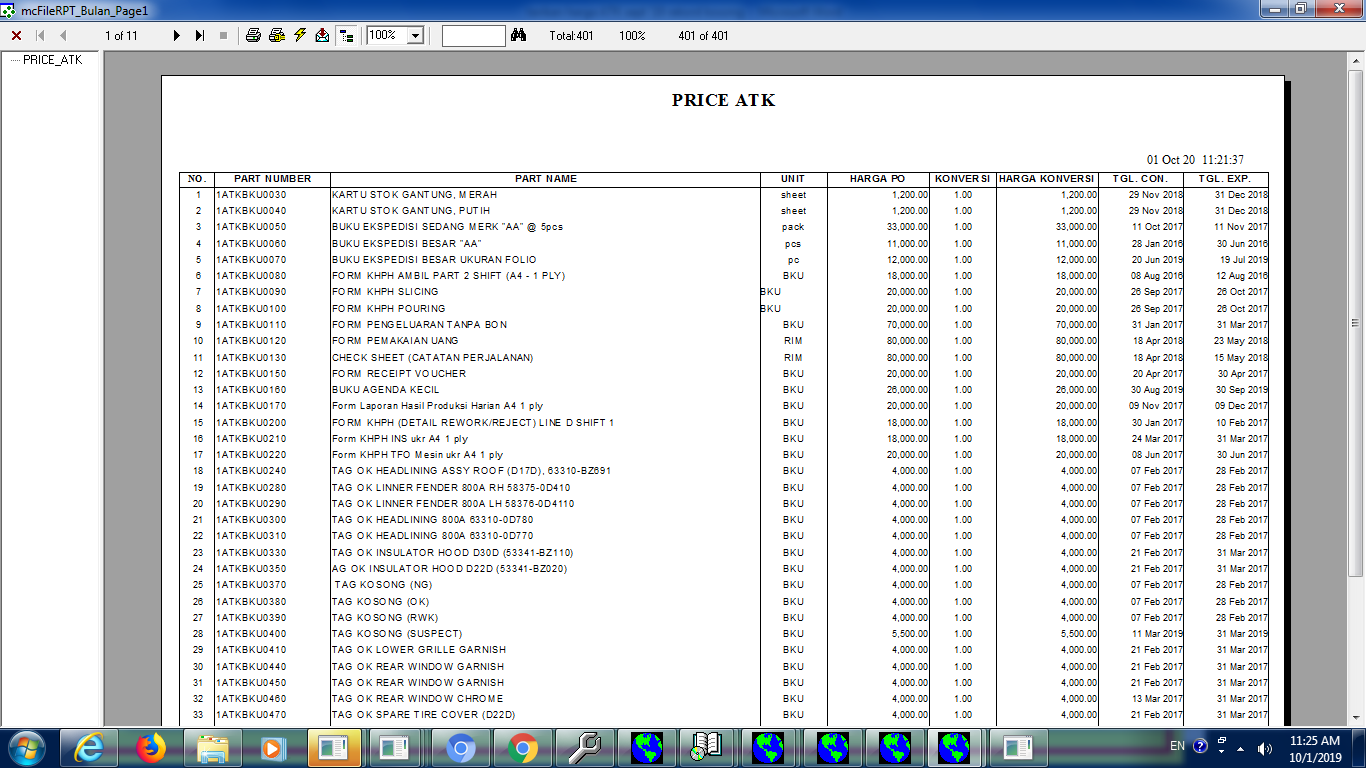 mcFileRPT_Bulan_Page1
1 of 11 100% Total:401 100% 401 of 401
PRICE_ATK
PRICE ATK
01 Oct 20 11:21:37
NO. PART NUMBER PART NAME UNIT HARGA PO KONVERSI HARGA KONVERSI TGL. CON. TGL. EXP.
1 1ATKBKU0030 KARTU STOK GANTUNG, MERAH sheet 1,200.00 1.00 1,200.00 29 Nov 2018 31 Dec 2018
2 1ATKBKU0040 KARTU STOK GANTUNG, PUTIH sheet 1,200.00 1.00 1,200.00 29 Nov 2018 31 Dec 2018
3 1ATKBKU0050 BUKU EKSPEDISI SEDANG MERK "AA" @ 5pcs pack 33,000.00 1.00 33,000.00 11 Oct 2017 11 Nov 2017
4 1ATKBKU0060 BUKU EKSPEDISI BESAR "AA" pcs 11,000.00 1.00 11,000.00 28 Jan 2016 30 Jun 2016
5 1ATKBKU0070 BUKU EKSPEDISI BESAR UKURAN FOLIO pc 12,000.00 1.00 12,000.00 20 Jun 2019 19 Jul 2019
6 1ATKBKU0080 FORM KHPH AMBIL PART 2 SHIFT (A4 - 1 PLY) BKU 18,000.00 1.00 18,000.00 08 Aug 2016 12 Aug 2016
7 1ATKBKU0090 FORM KHPH SLICING BKU 20,000.00 1.00 20,000.00 26 Sep 2017 26 Oct 2017
8 1ATKBKU0100 FORM KHPH POURING BKU 20,000.00 1.00 20,000.00 26 Sep 2017 26 Oct 2017
9 1ATKBKU0110 FORM PENGELUARAN TANPA BON BKU 70,000.00 1.00 70,000.00 31 Jan 2017 31 Mar 2017
10 1ATKBKU0120 FORM PEMAKAIAN UANG RIM 80,000.00 1.00 80,000.00 18 Apr 2018 23 May 2018
11 1ATKBKU0130 CHECK SHEET (CATATAN PERJALANAN) RIM 80,000.00 1.00 80,000.00 18 Apr 2018 15 May 2018
12 1ATKBKU0150 FORM RECEIPT VOUCHER BKU 20,000.00 1.00 20,000.00 20 Apr 2017 30 Apr 2017
13 1ATKBKU0160 BUKU AGENDA KECIL BKU 26,000.00 1.00 26,000.00 30 Aug 2019 30 Sep 2019
14 1ATKBKU0170 Form Laporan Hasil Produksi Harian A4 1 ply BKU 20,000.00 1.00 20,000.00 09 Nov 2017 09 Dec 2017
15 1ATKBKU0200 FORM KHPH (DETAIL REWORK/REJECT) LINE D SHIFT 1 BKU 18,000.00 1.00 18,000.00 30 Jan 2017 10 Feb 2017
16 1ATKBKU0210 Form KHPH INS ukr A4 1 ply BKU 18,000.00 1.00 18,000.00 24 Mar 2017 31 Mar 2017
17 1ATKBKU0220 Form KHPH TFO Mesin ukr A4 1 ply BKU 20,000.00 1.00 20,000.00 08 Jun 2017 30 Jun 2017
18 1ATKBKU0240 TAG OK HEADLINING ASSY ROOF (D17D), 63310-BZ691 BKU 4,000.00 1.00 4,000.00 07 Feb 2017 28 Feb 2017
19 1ATKBKU0280 TAG OK LINNER FENDER 800A RH 58375-0D410 BKU 4,000.00 1.00 4,000.00 07 Feb 2017 28 Feb 2017
20 1ATKBKU0290 TAG OK LINNER FENDER 800A LH 58376-0D4110 BKU 4,000.00 1.00 4,000.00 07 Feb 2017 28 Feb 2017
21 1ATKBKU0300 TAG OK HEADLINING 800A 63310-0D780 BKU 4,000.00 1.00 4,000.00 07 Feb 2017 28 Feb 2017
22 1ATKBKU0310 TAG OK HEADLINING 800A 63310-0D770 BKU 4,000.00 1.00 4,000.00 07 Feb 2017 28 Feb 2017
23 1ATKBKU0330 TAG OK INSULATOR HOOD D30D (53341-BZ110) BKU 4,000.00 1.00 4,000.00 21 Feb 2017 31 Mar 2017
24 1ATKBKU0350 AG OK INSULATOR HOOD D22D (53341-BZ020) BKU 4,000.00 1.00 4,000.00 21 Feb 2017 31 Mar 2017
25 1ATKBKU0370 TAG KOSONG (NG) BKU 4,000.00 1.00 4,000.00 07 Feb 2017 28 Feb 2017
26 1ATKBKU0380 TAG KOSONG (OK) BKU 4,000.00 1.00 4,000.00 07 Feb 2017 28 Feb 2017
27 1ATKBKU0390 TAG KOSONG (RWK) BKU 4,000.00 1.00 4,000.00 07 Feb 2017 28 Feb 2017
28 1ATKBKU0400 TAG KOSONG (SUSPECT) BKU 5,500.00 1.00 5,500.00 11 Mar 2019 31 Mar 2019
29 1ATKBKU0410 TAG OK LOWER GRILLE GARNISH BKU 4,000.00 1.00 4,000.00 21 Feb 2017 31 Mar 2017
30 1ATKBKU0440 TAG OK REAR WINDOW GARNISH BKU 4,000.00 1.00 4,000.00 21 Feb 2017 31 Mar 2017
31 1ATKBKU0450 TAG OK REAR WINDOW GARNISH BKU 4,000.00 1.00 4,000.00 21 Feb 2017 31 Mar 2017
32 1ATKBKU0460 TAG OK REAR WINDOW CHROME BKU 4,000.00 1.00 4,000.00 13 Mar 2017 31 Mar 2017
33 1ATKBKU0470 TAG OK SPARE TIRE COVER (D22D) BKU 4,000.00 1.00 4,000.00 21 Feb 2017 31 Mar 2017
EN 11:25 AM
10/1/2019